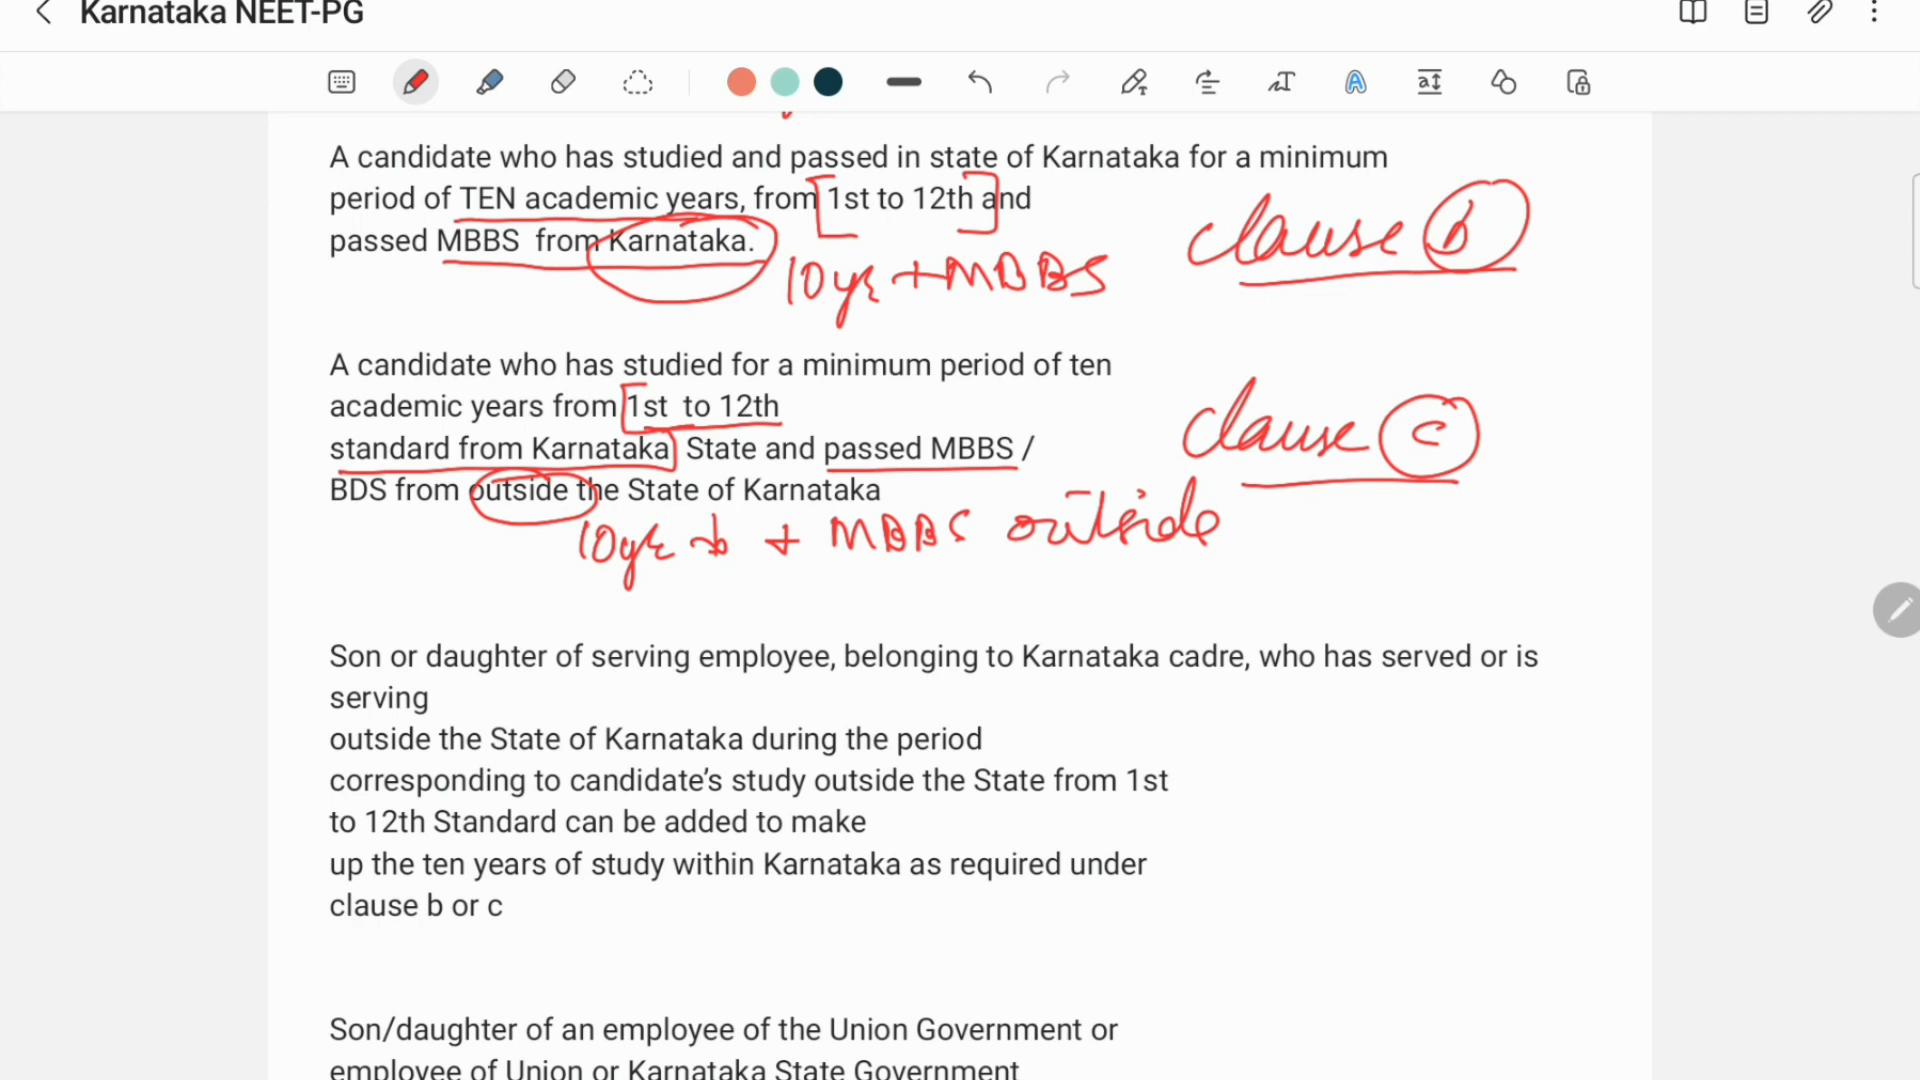 Karnataka NEET-PG
A candidate who has studied and passed in state of Karnataka for a minimum
period of TEN academic years, from 1st to 12th and
passed MBBS from Karnataka.
clause b
10yr + MBBS
A candidate who has studied for a minimum period of ten
academic years from 1st to 12th
standard from Karnataka State and passed MBBS /
BDS from outside the State of Karnataka
clause c
10yr + MBBS outside
Son or daughter of serving employee, belonging to Karnataka cadre, who has served or is
serving
outside the State of Karnataka during the period
corresponding to candidate’s study outside the State from 1st
to 12th Standard can be added to make
up the ten years of study within Karnataka as required under
clause b or c
Son/daughter of an employee of the Union Government or
employee of Union or Karnataka State Government